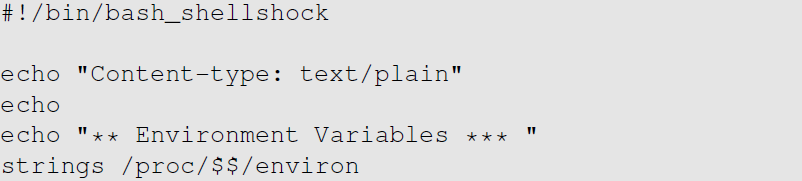 #!/bin/bash_shellshock
echo "Content-type: text/plain"
echo
echo "** Environment Variables *** "
strings /proc/$$/environ